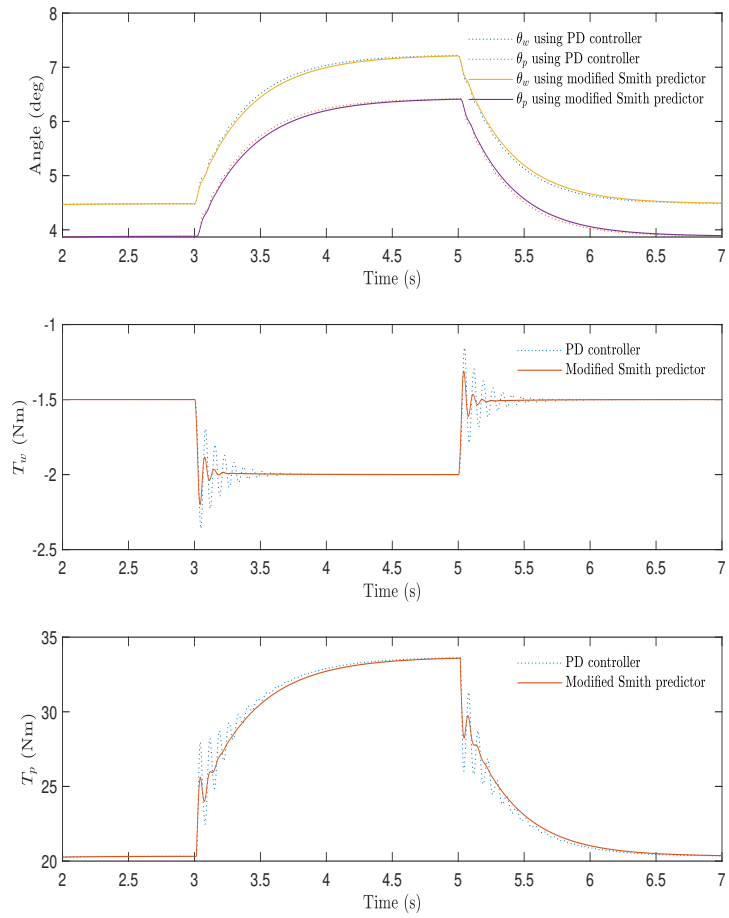 8
7
6
5
4
Angle (deg)
θw using PD controller
θp using PD controller
θw using modified Smith predictor
θp using modified Smith predictor
2 2.5 3 3.5 4 4.5 5 5.5 6 6.5 7
Time (s)
-1
-1.5
-2
-2.5
Tw (Nm)
PD controller
Modified Smith predictor
2 2.5 3 3.5 4 4.5 5 5.5 6 6.5 7
Time (s)
35
30
25
20
Tp (Nm)
PD controller
Modified Smith predictor
2 2.5 3 3.5 4 4.5 5 5.5 6 6.5 7
Time (s)